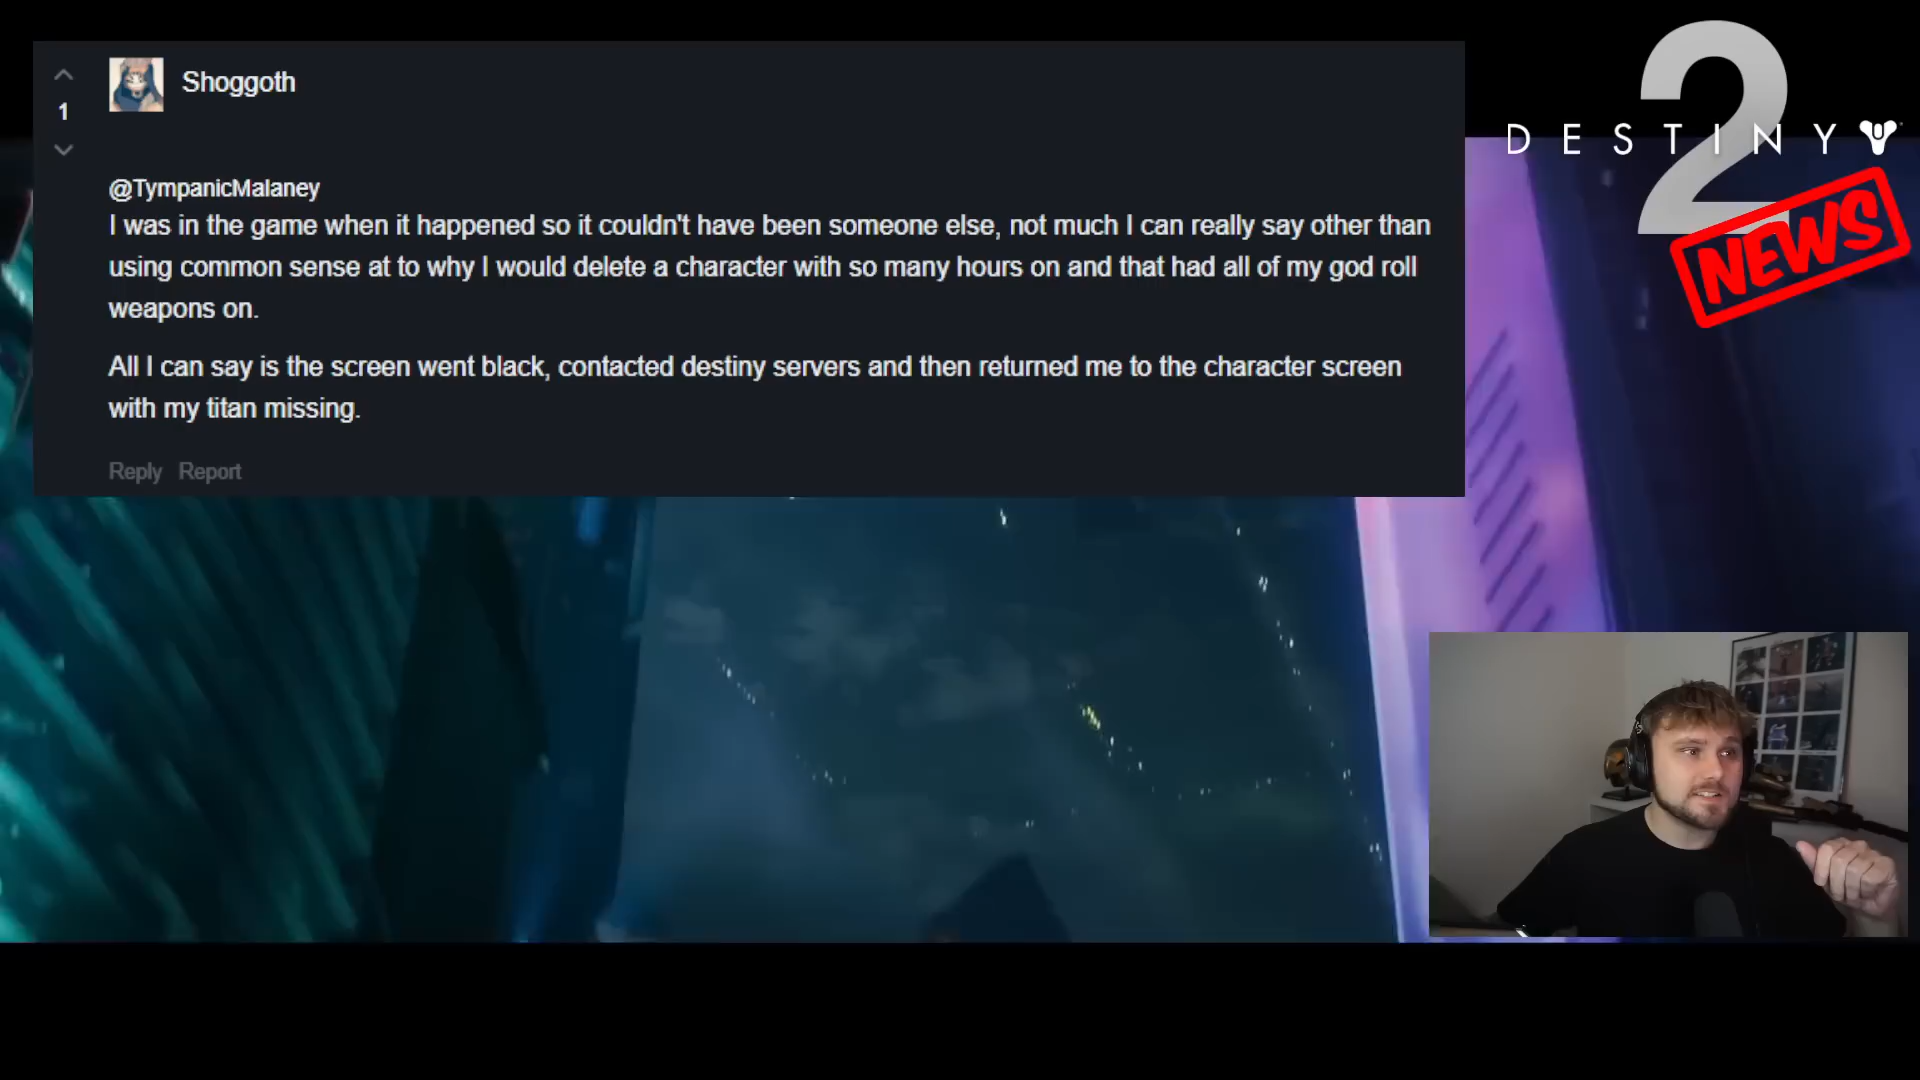 1
Shoggoth
@TympanicMalaney
I was in the game when it happened so it couldn't have been someone else, not much I can really say other than
using common sense at to why I would delete a character with so many hours on and that had all of my god roll
weapons on.
All I can say is the screen went black, contacted destiny servers and then returned me to the character screen
with my titan missing.
Reply Report
2
DESTINY
NEWS